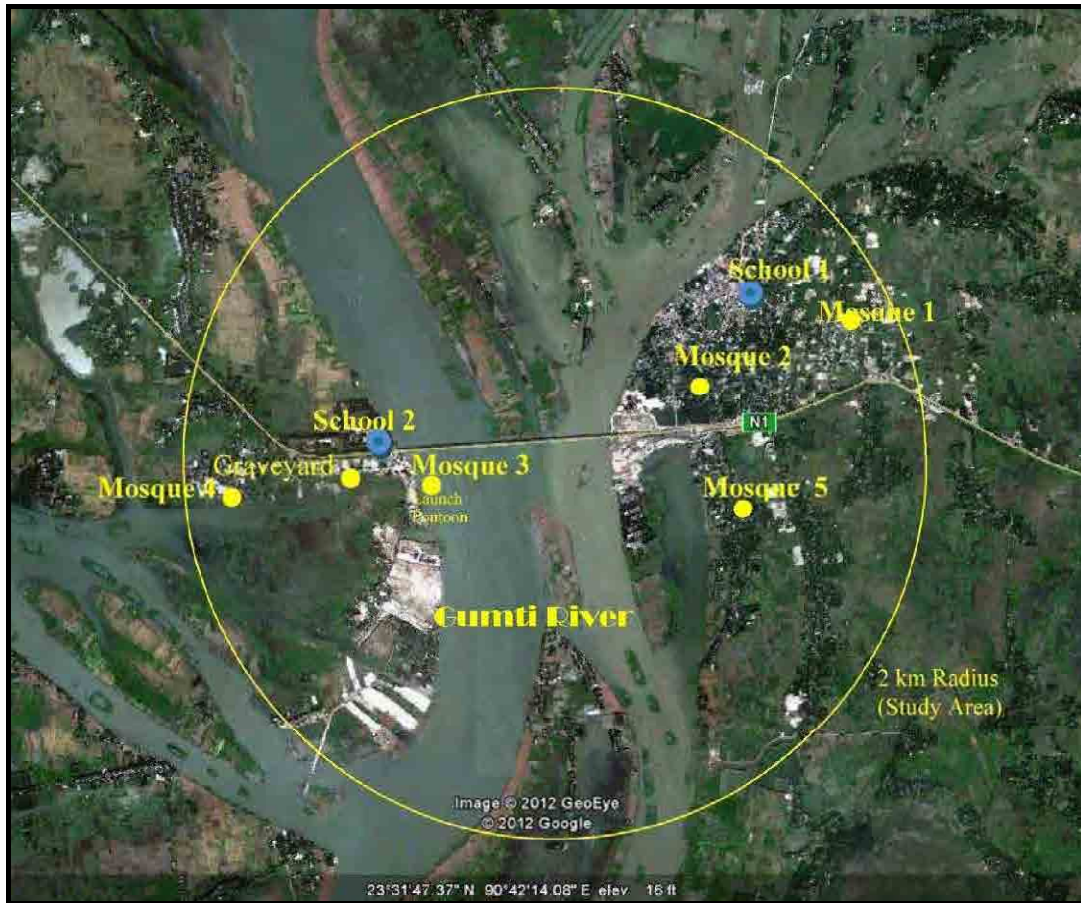 School 1
Mosque 1
Mosque 2
N1
School 2
Graveyard
Mosque 3
Mosque 4
Launch
Pontoon
Mosque 5
Gumti River
2 km Radius
(Study Area)
Image © 2012 GeoEye
© 2012 Google
23°31'47.37" N 90°42'14.08" E elev 16 ft